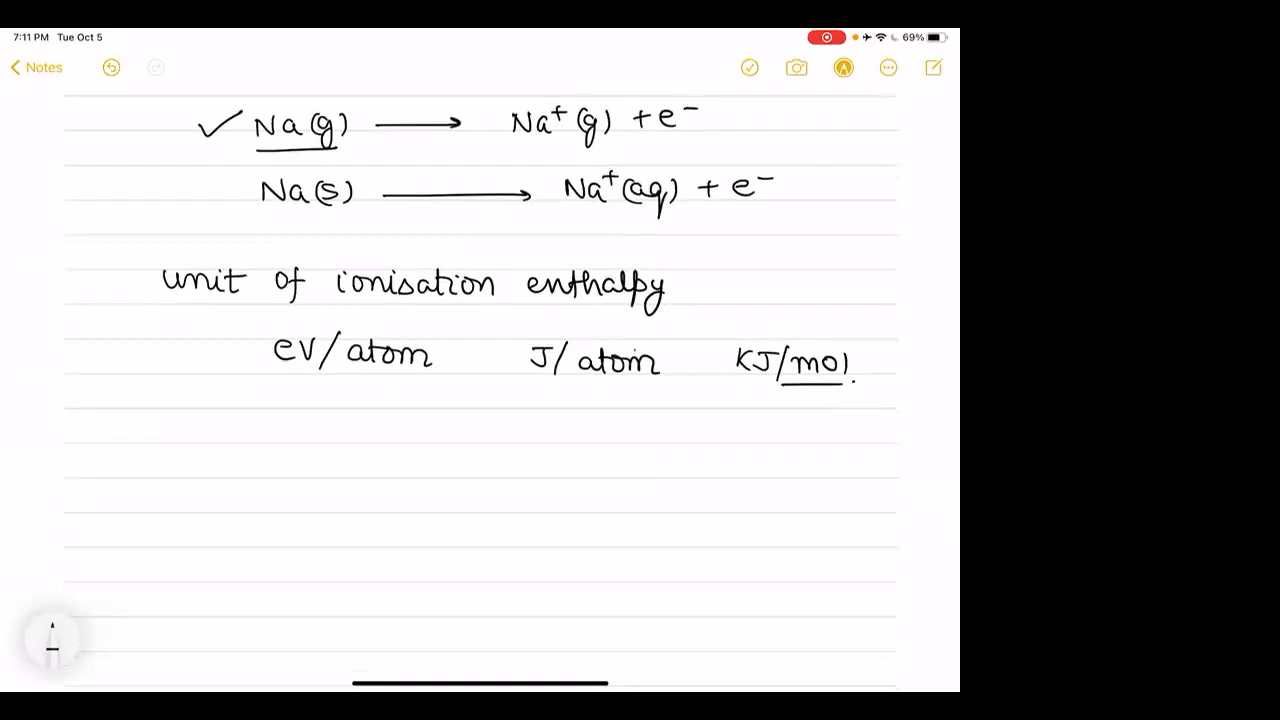 7:11 PM Tue Oct 5 69%
Notes
✓ Na(g) ⟶ Na⁺(g) + e⁻
Na(s) ⟶ Na⁺(aq) + e⁻
unit of ionisation enthalpy
eV/atom J/atom KJ/mol.